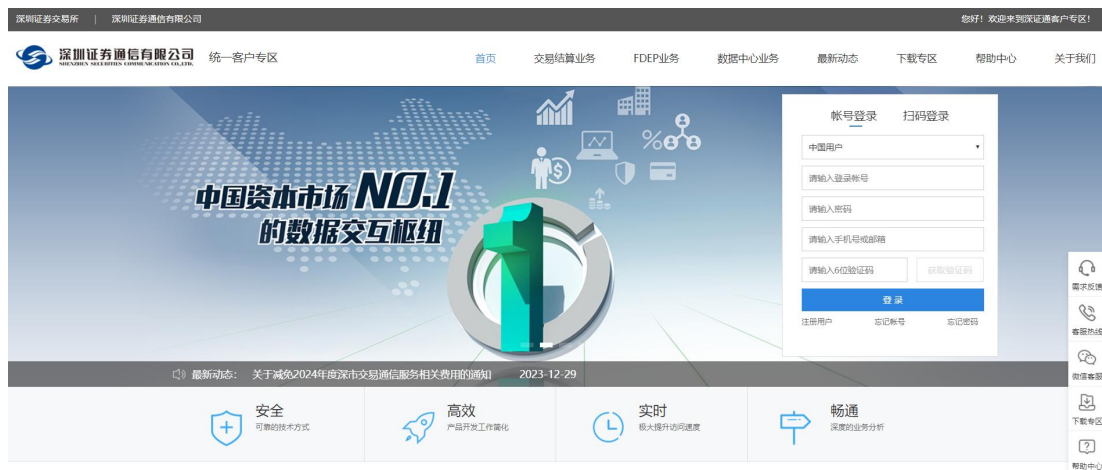 深圳证券交易所 | 深圳证券通信有限公司
您好！欢迎来到深证通客户专区！
深圳证券通信有限公司
SHENZHEN SECURITIES COMMUNICATION CO.,LTD.
统一客户专区
首页 交易结算业务 FDEP业务 数据中心业务 最新动态 下载专区 帮助中心 关于我们
中国资本市场 NO.1
的数据交互枢纽
帐号登录 扫码登录
中国用户
请输入登录帐号
请输入密码
请输入手机号或邮箱
请输入6位验证码 获取验证码
登录
注册用户 忘记帐号 忘记密码
需求反馈
客服热线
微信客服
下载专区
帮助中心
最新动态： 关于减免2024年度深市交易通信服务相关费用的通知 2023-12-29
安全
可靠的技术方式
高效
产品开发工作简化
实时
极大提升访问速度
畅通
深度的业务分析